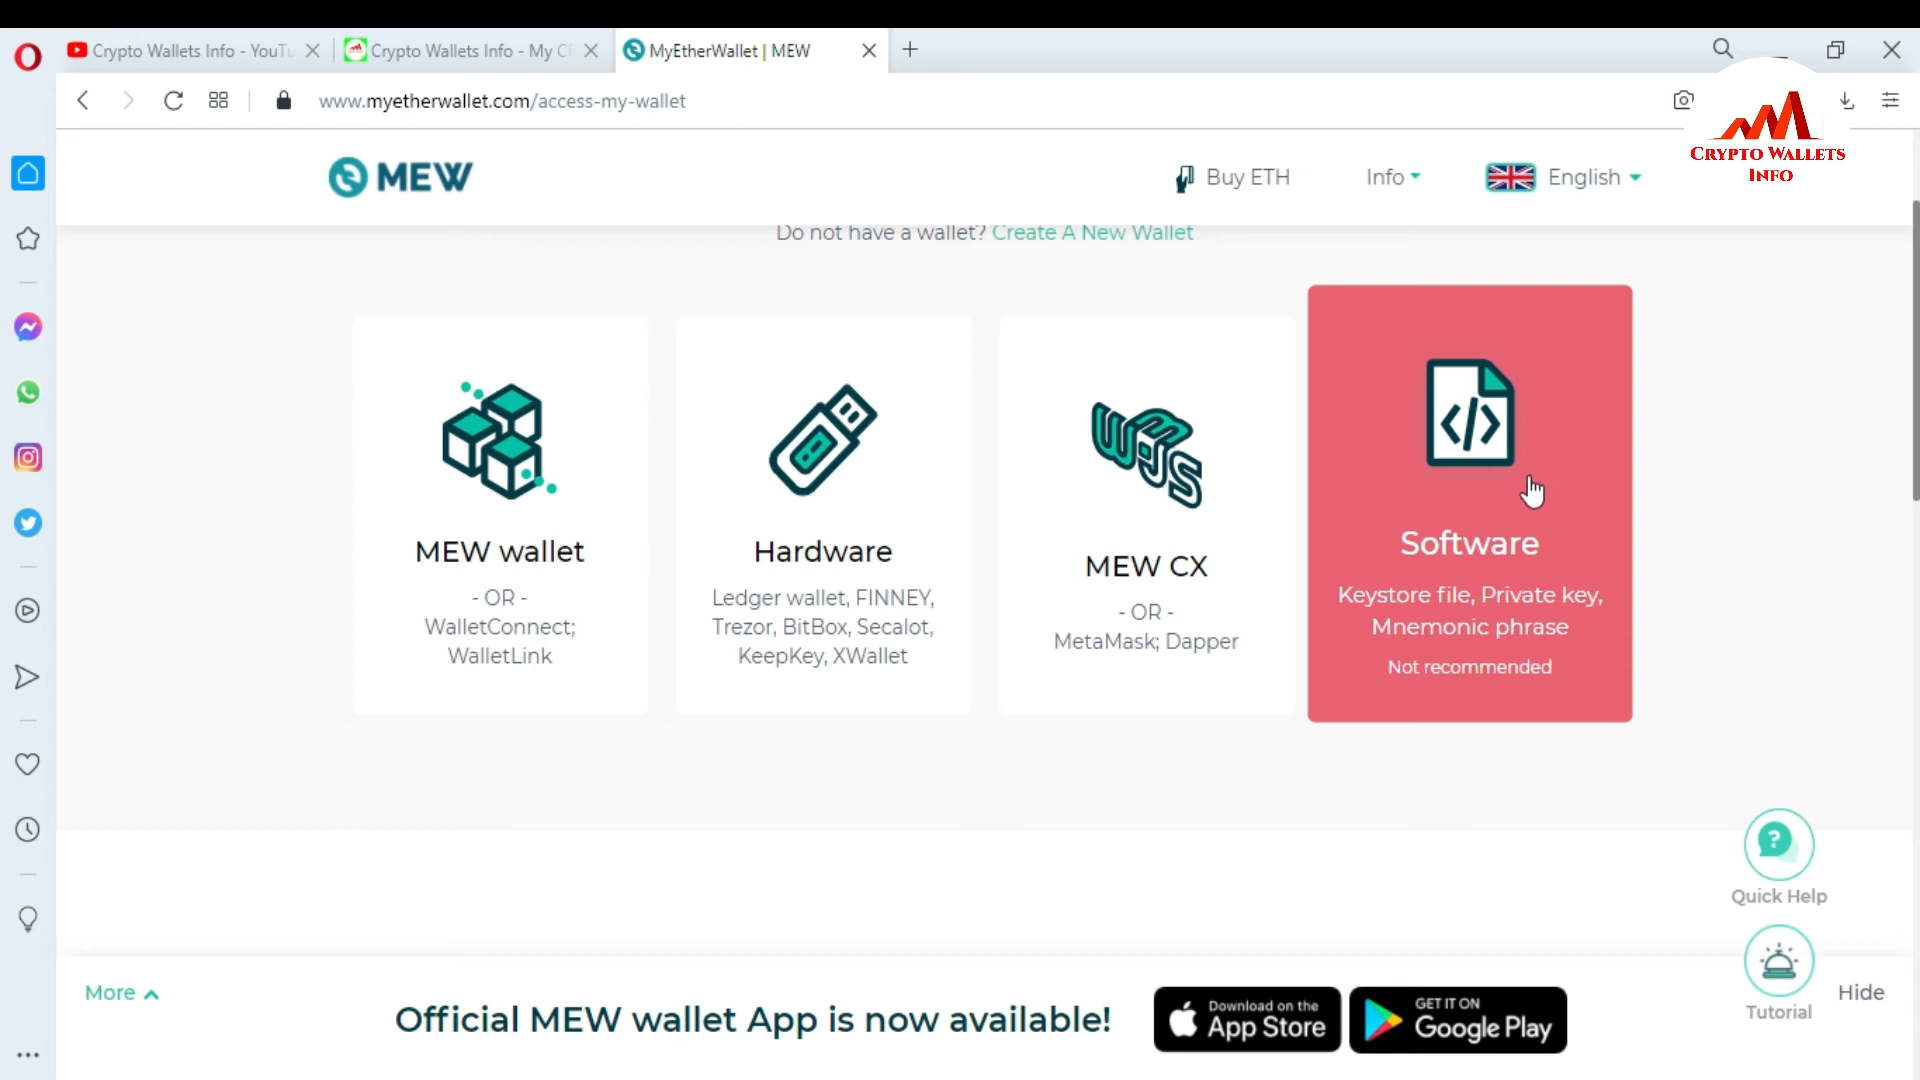 Crypto Wallets Info - YouTu
Crypto Wallets Info - My C
MyEtherWallet | MEW
www.myetherwallet.com/access-my-wallet
CRYPTO WALLETS
INFO
MEW
Buy ETH
Info
English
Do not have a wallet? Create A New Wallet
MEW wallet
- OR -
WalletConnect;
WalletLink
Hardware
Ledger wallet, FINNEY,
Trezor, BitBox, Secalot,
KeepKey, XWallet
MEW CX
- OR -
MetaMask; Dapper
Software
Keystore file, Private key,
Mnemonic phrase
Not recommended
Quick Help
Tutorial
Hide
More
Official MEW wallet App is now available!
Download on the
App Store
GET IT ON
Google Play